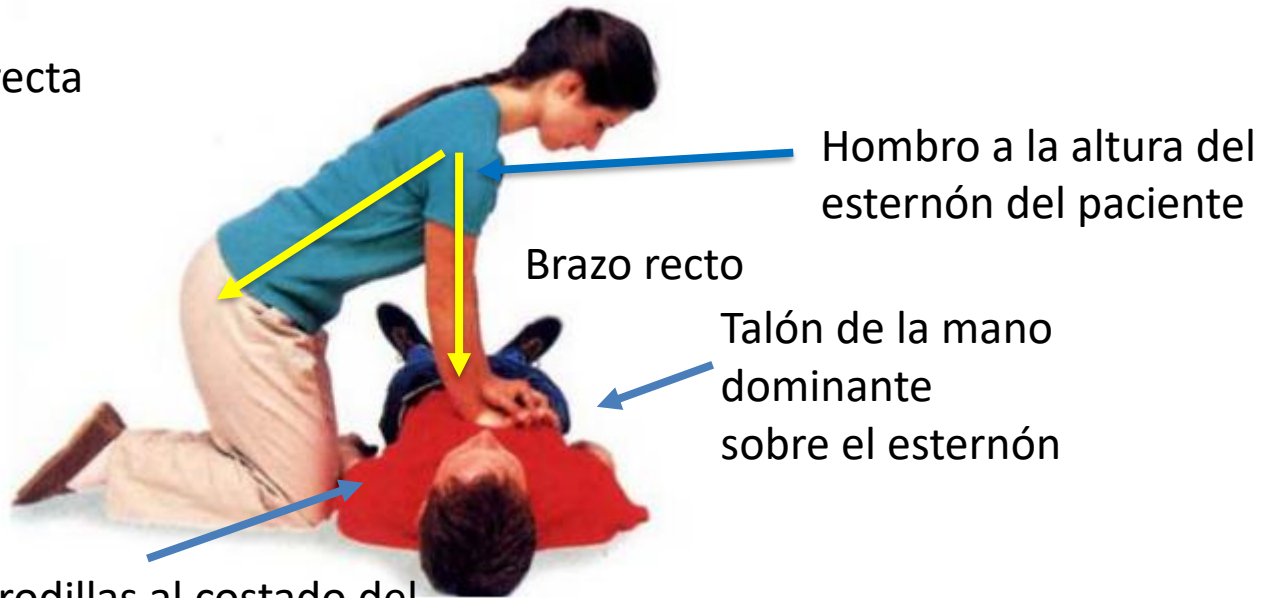 recta
Hombro a la altura del
esternón del paciente
Brazo recto
Talón de la mano
dominante
sobre el esternón
rodillas al costado del